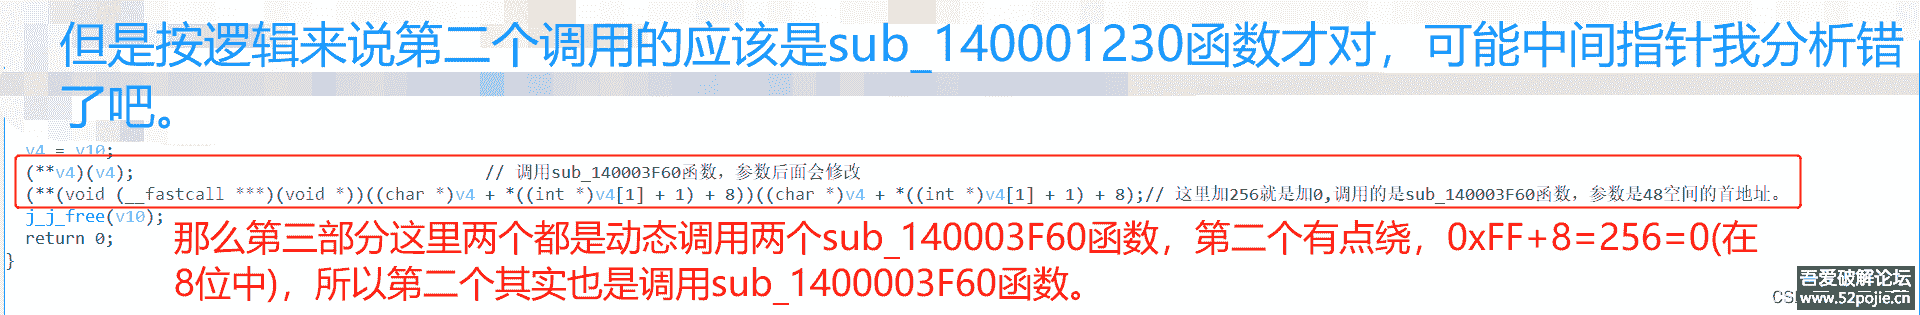 但是按逻辑来说第二个调用的应该是sub_140001230函数才对，可能中间指针我分析错
了吧。
v4 = v10;
(**v4)(v4); // 调用sub_140003F60函数，参数后面会修改
(**(void (__fastcall ***)(void *))((char *)v4 + *((int *)v4[1] + 1) + 8))((char *)v4 + *((int *)v4[1] + 1) + 8);// 这里加256就是加0,调用的是sub_140003F60函数，参数是48空间的首地址。
j_j_free(v10);
return 0;
}
那么第三部分这里两个都是动态调用两个sub_140003F60函数，第二个有点绕，0xFF+8=256=0(在
8位中)，所以第二个其实也是调用sub_1400003F60函数。
吾爱破解论坛
www.52pojie.cn